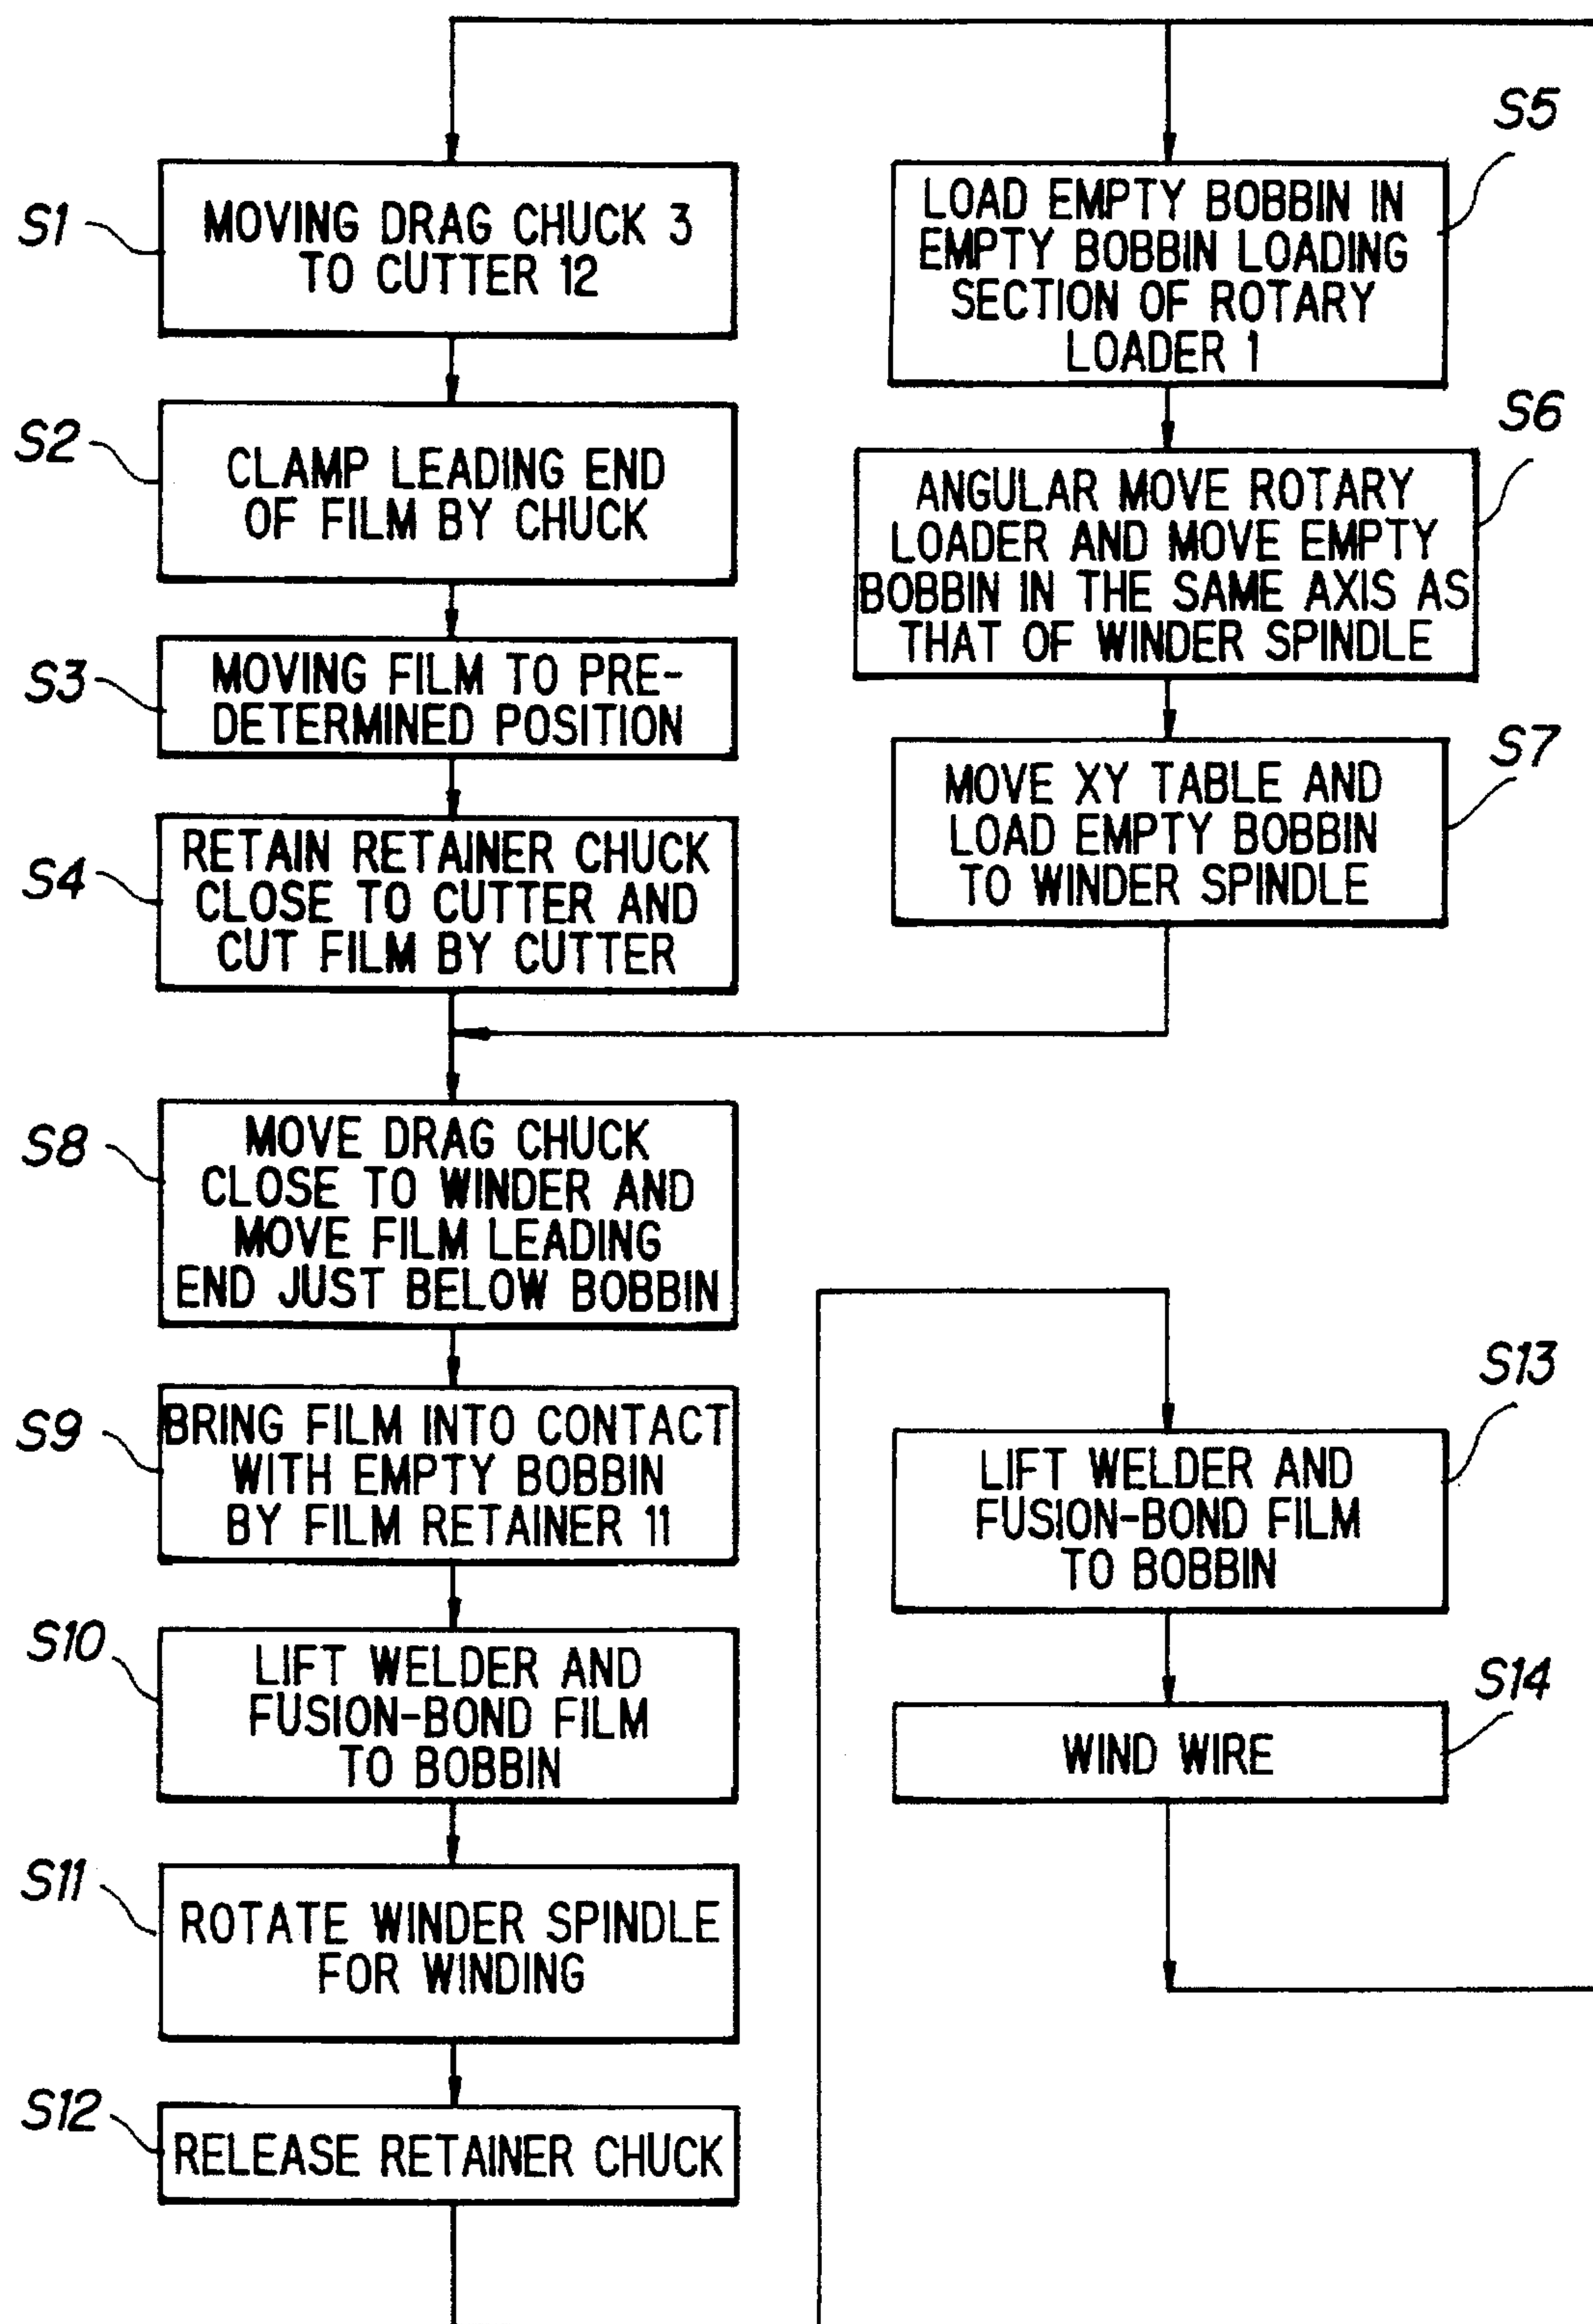 S1
MOVING DRAG CHUCK 3
TO CUTTER 12
S2
CLAMP LEADING END
OF FILM BY CHUCK
S3
MOVING FILM TO PRE-
DETERMINED POSITION
S4
RETAIN RETAINER CHUCK
CLOSE TO CUTTER AND
CUT FILM BY CUTTER
S5
LOAD EMPTY BOBBIN IN
EMPTY BOBBIN LOADING
SECTION OF ROTARY
LOADER 1
S6
ANGULAR MOVE ROTARY
LOADER AND MOVE EMPTY
BOBBIN IN THE SAME AXIS AS
THAT OF WINDER SPINDLE
S7
MOVE XY TABLE AND
LOAD EMPTY BOBBIN
TO WINDER SPINDLE
S8
MOVE DRAG CHUCK
CLOSE TO WINDER AND
MOVE FILM LEADING
END JUST BELOW BOBBIN
S9
BRING FILM INTO CONTACT
WITH EMPTY BOBBIN
BY FILM RETAINER 11
S10
LIFT WELDER AND
FUSION-BOND FILM
TO BOBBIN
S11
ROTATE WINDER SPINDLE
FOR WINDING
S12
RELEASE RETAINER CHUCK
S13
LIFT WELDER AND
FUSION-BOND FILM
TO BOBBIN
S14
WIND WIRE